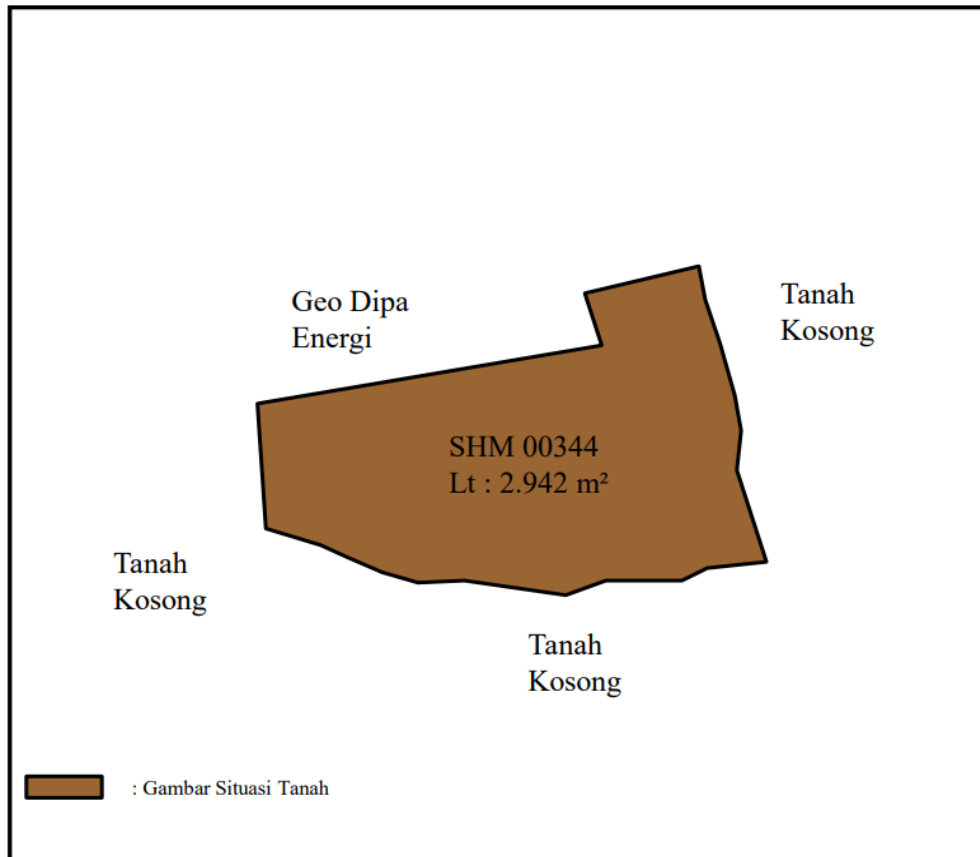 Geo Dipa
Energi
Tanah
Kosong
SHM 00344
Lt : 2.942 m²
Tanah
Kosong
Tanah
Kosong
: Gambar Situasi Tanah